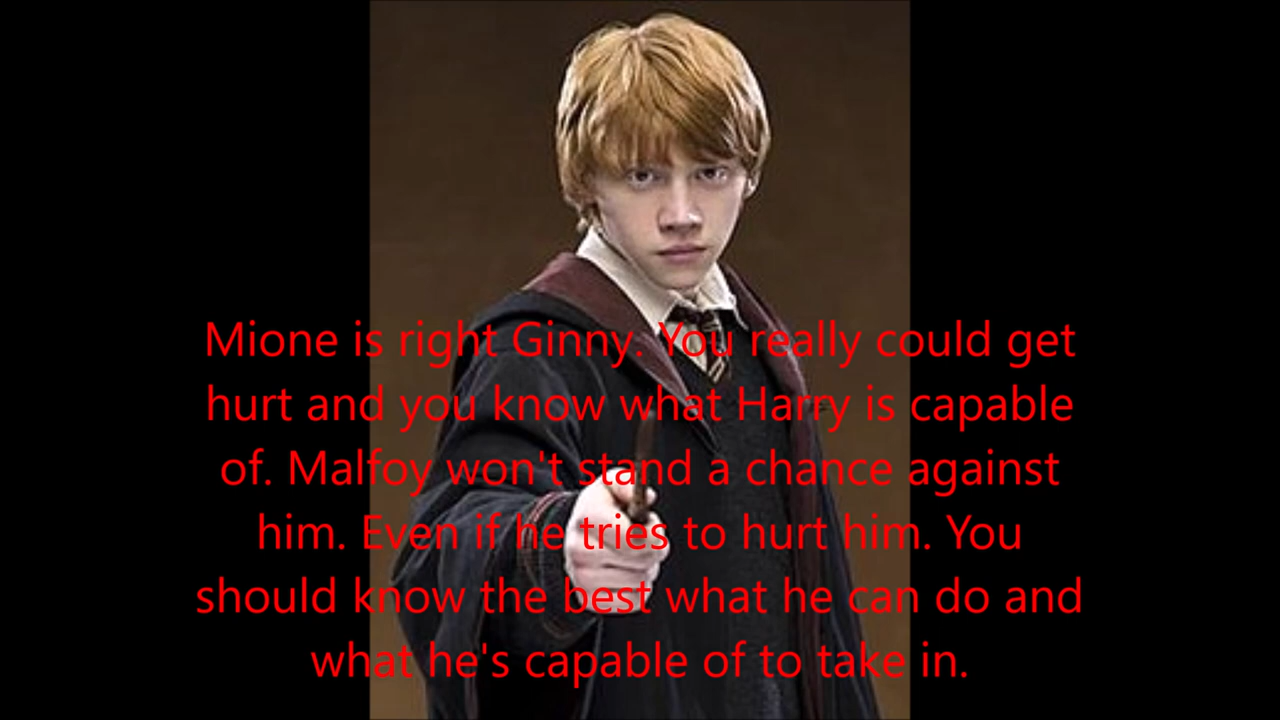 Mione is right Ginny. You really could get
hurt and you know what Harry is capable
of. Malfoy won't stand a chance against
him. Even if he tries to hurt him. You
should know the best what he can do and
what he's capable of to take in.